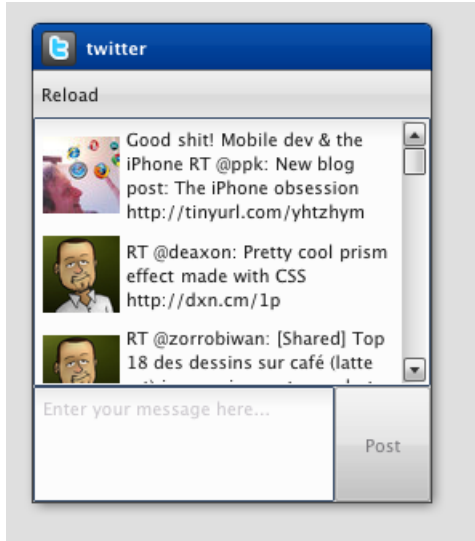 twitter
Reload
Good shit! Mobile dev & the
iPhone RT @ppk: New blog
post: The iPhone obsession
http://tinyurl.com/yhtzhym
RT @deaxon: Pretty cool prism
effect made with CSS
http://dxn.cm/1p
RT @zorrobiwan: [Shared] Top
18 des dessins sur café (latte
Enter your message here...
Post